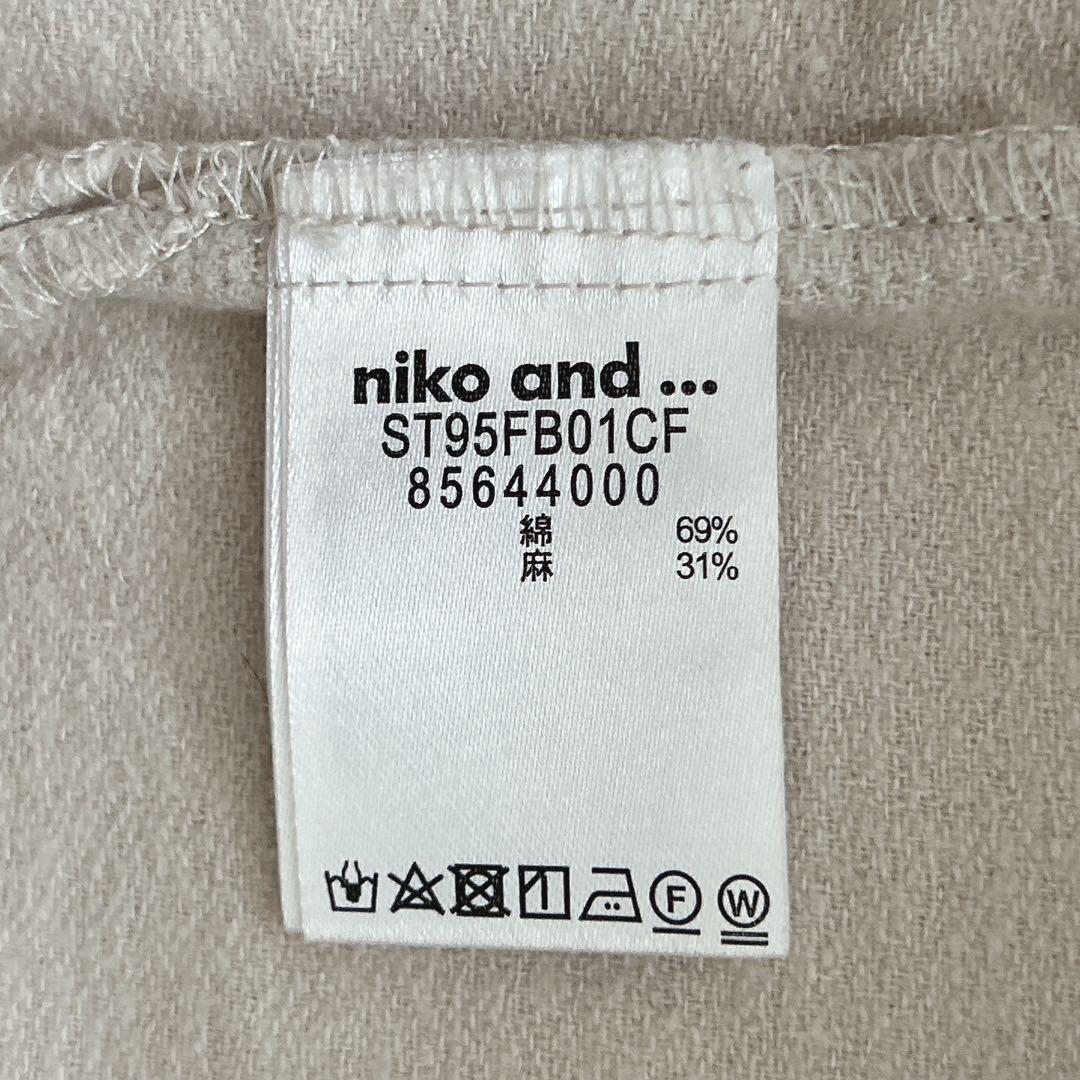 niko and ...
ST95FB01CF
85644000
綿 69%
麻 31%
F W